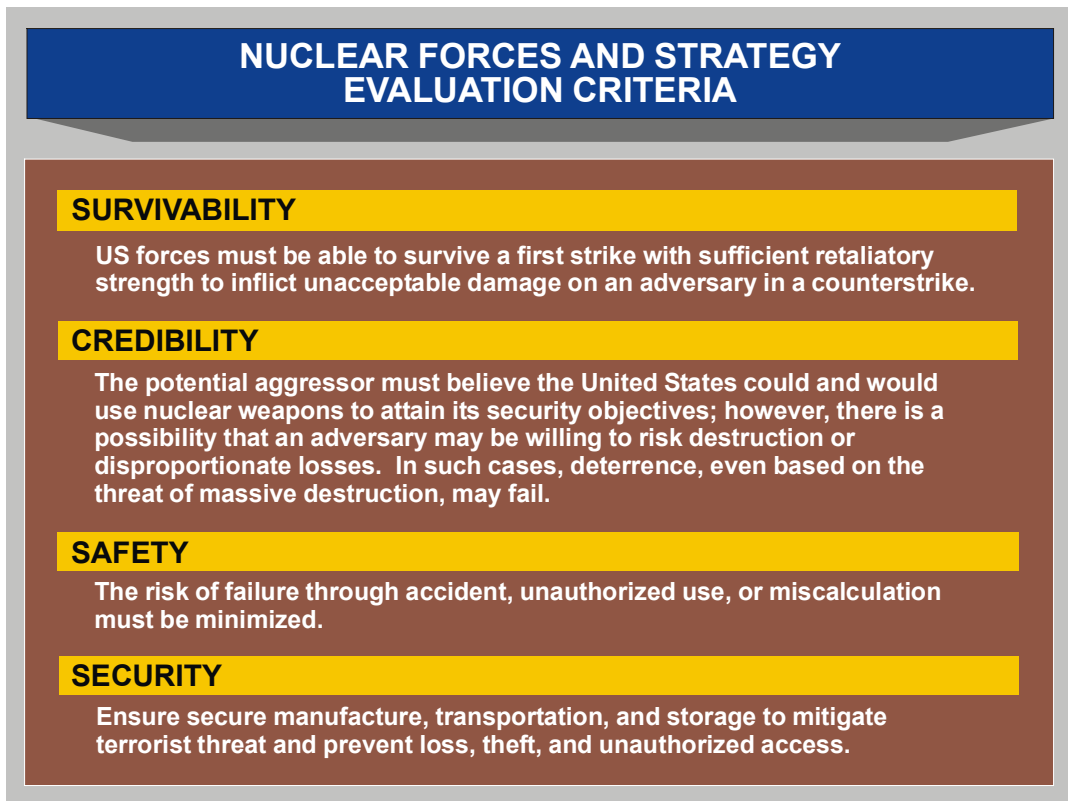 NUCLEAR FORCES AND STRATEGY
EVALUATION CRITERIA
SURVIVABILITY
US forces must be able to survive a first strike with sufficient retaliatory
strength to inflict unacceptable damage on an adversary in a counterstrike.
CREDIBILITY
The potential aggressor must believe the United States could and would
use nuclear weapons to attain its security objectives; however, there is a
possibility that an adversary may be willing to risk destruction or
disproportionate losses.  In such cases, deterrence, even based on the
threat of massive destruction, may fail.
SAFETY
The risk of failure through accident, unauthorized use, or miscalculation
must be minimized.
SECURITY
Ensure secure manufacture, transportation, and storage to mitigate
terrorist threat and prevent loss, theft, and unauthorized access.